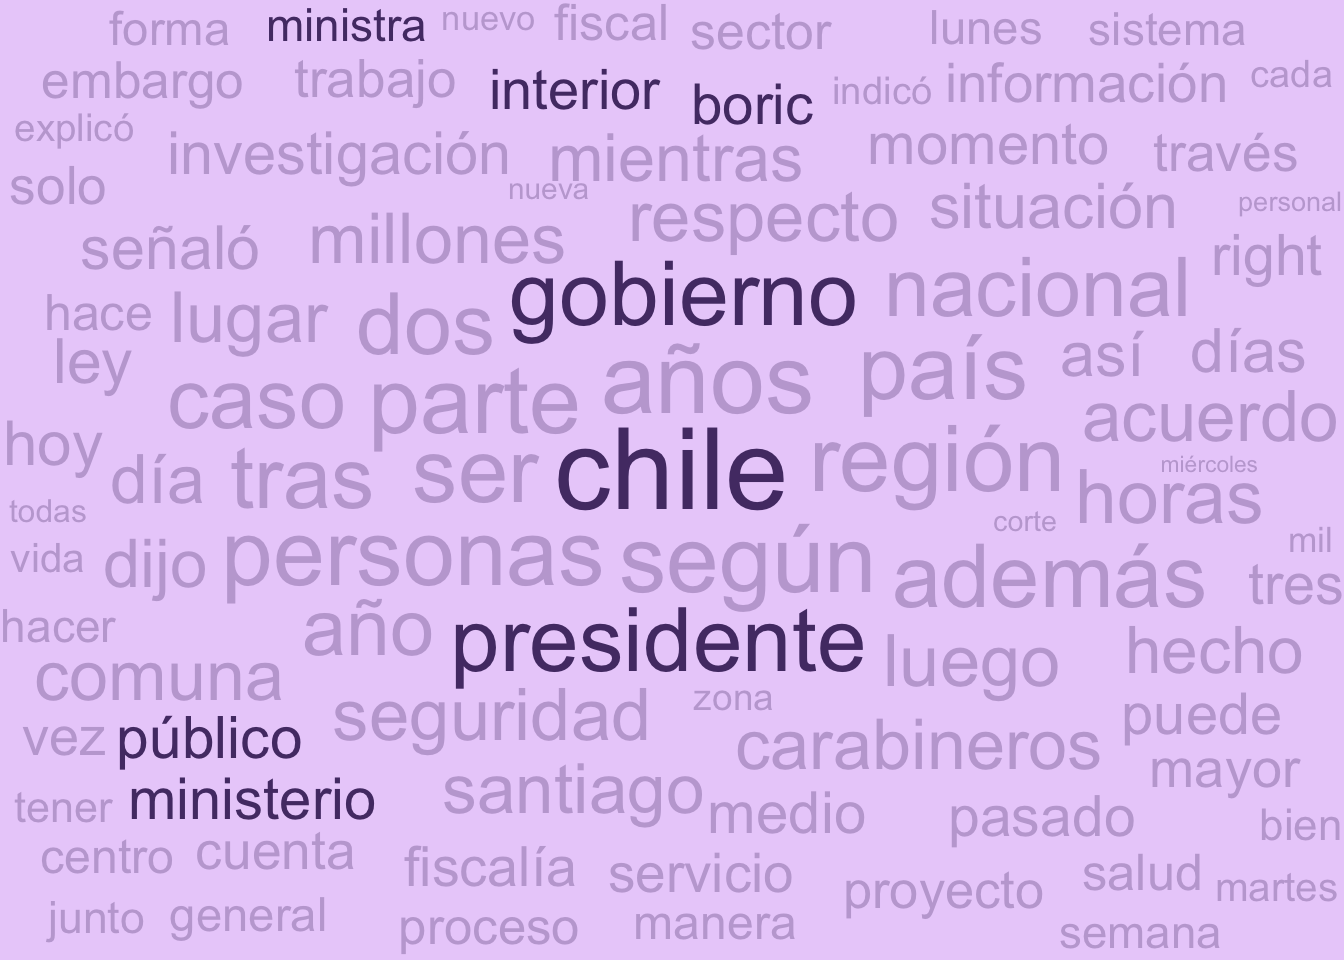 forma ministra nuevo fiscal sector lunes sistema
embargo trabajo interior boric indicó información cada
explicó investigación mientras momento través
solo nueva respecto situación personal
señaló millones gobierno nacional right
hace lugar dos años país así días
ley caso parte acuerdo
hoy día tras ser chile región miércoles horas
todas corte
vida dijo personas según además mil tres
hacer año presidente luego hecho
comuna seguridad zona puede
vez público carabineros mayor
tener ministerio santiago medio pasado bien
centro cuenta fiscalía servicio proyecto salud martes
junto general proceso manera semana